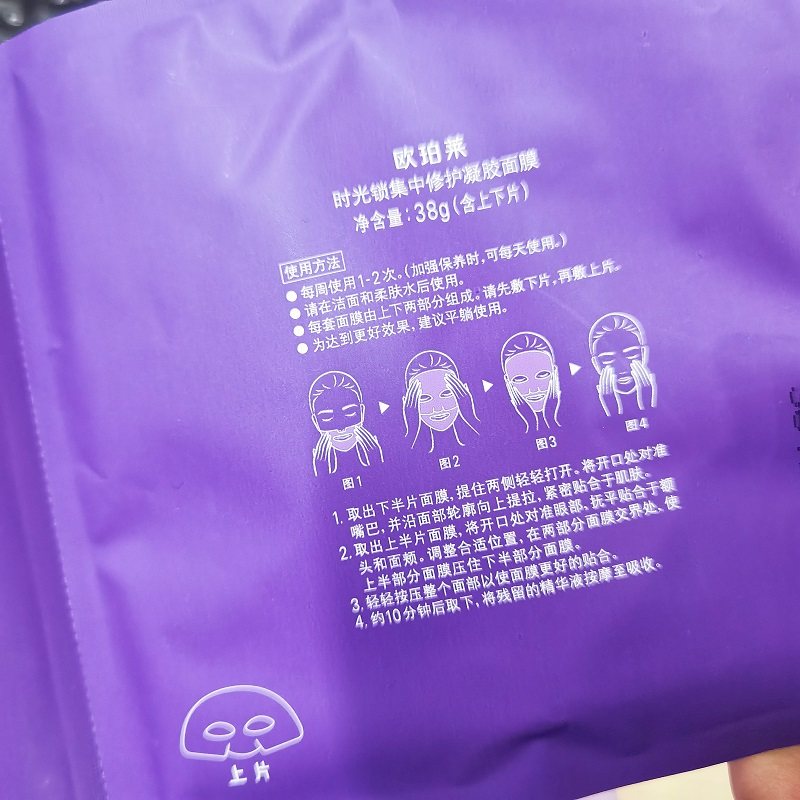 欧珀莱
时光锁集中修护凝胶面膜
净含量：38g（含上下片）
使用方法
● 每周使用1-2次。（加强保养时，可每天使用。）
● 请在洁面和柔肤水后使用。
● 每套面膜由上下两部分组成。请先敷下片，再敷上片。
● 为达到更好效果，建议平躺使用。
图1
图2
图3
图4
1. 取出下半片面膜，提住两侧轻轻打开。将开口处对准
嘴巴，并沿面部轮廓向上提拉，紧密贴合于肌肤。
2. 取出上半片面膜，将开口处对准眼部，抚平贴合于额
头和面颊。调整合适位置，在两部分面膜交界处，使
上半部分面膜压住下半部分面膜。
3. 轻轻按压整个面部以使面膜更好的贴合。
4. 约10分钟后取下，将残留的精华液按摩至吸收。
上片